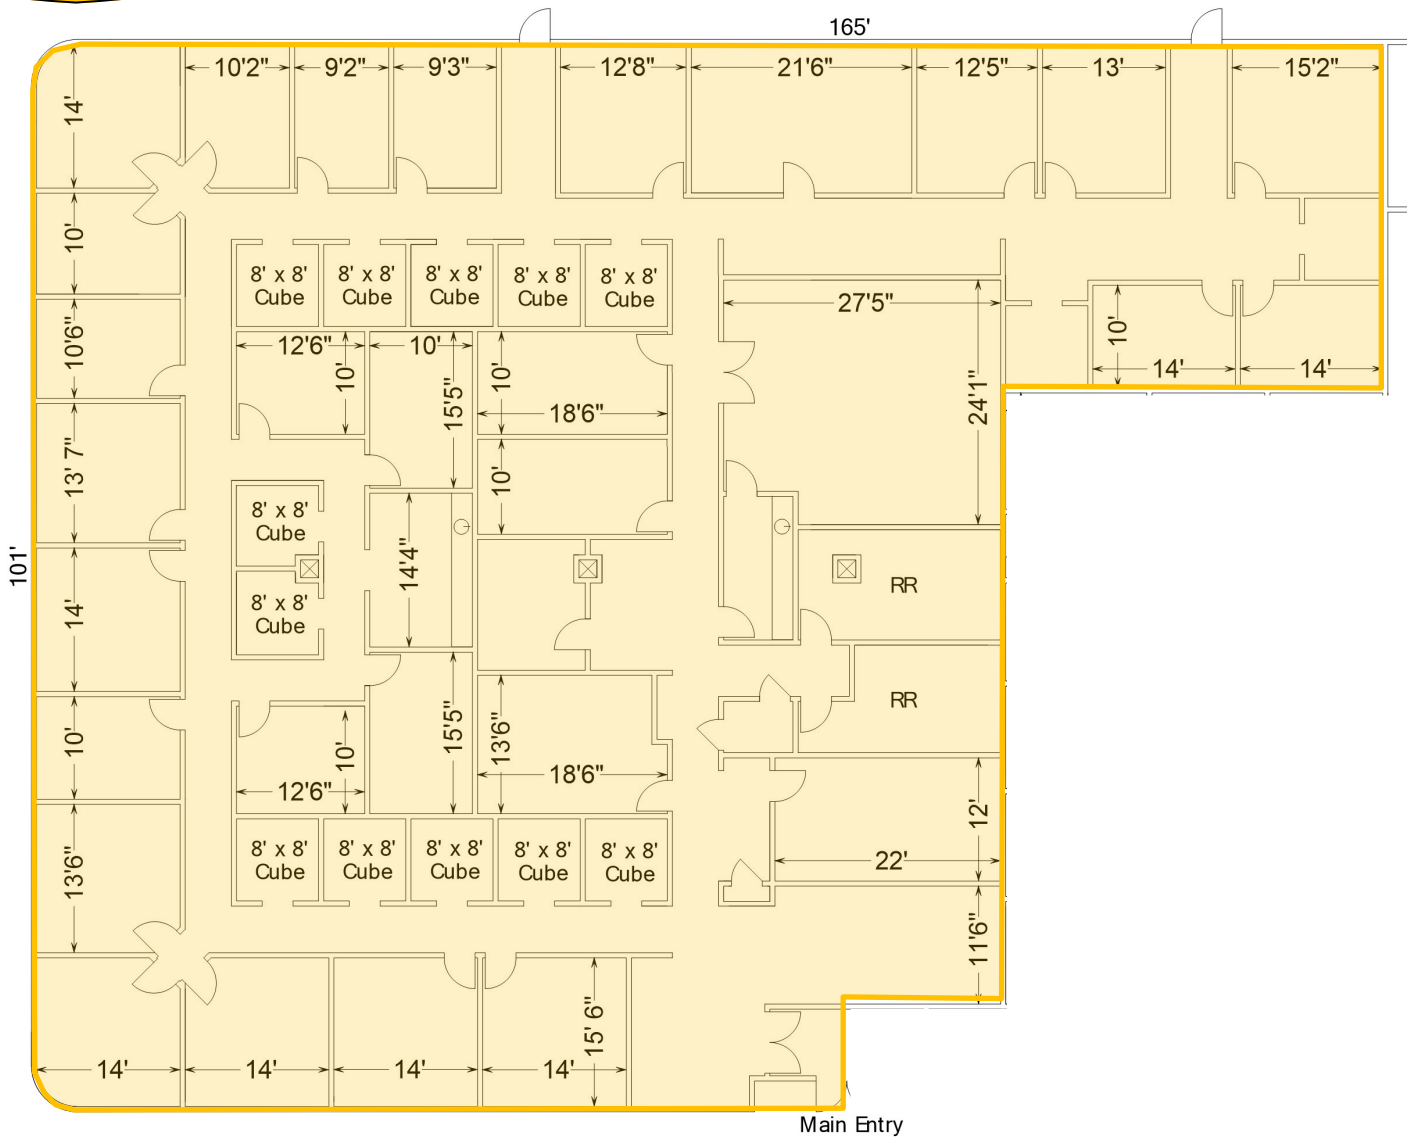 165'
10'2"
9'2"
9'3"
12'8"
21'6"
12'5"
13'
15'2"
14'
10'
10'6"
13' 7"
14'
10'
13'6"
101'
8' x 8'
Cube
8' x 8'
Cube
8' x 8'
Cube
8' x 8'
Cube
8' x 8'
Cube
12'6"
10'
10'
15'5"
10'
18'6"
10'
27'5"
24'1"
10'
14'
14'
8' x 8'
Cube
8' x 8'
Cube
14'4"
RR
RR
12'6"
10'
15'5"
13'6"
18'6"
12'
22'
11'6"
8' x 8'
Cube
8' x 8'
Cube
8' x 8'
Cube
8' x 8'
Cube
8' x 8'
Cube
14'
14'
14'
14'
15' 6"
Main Entry